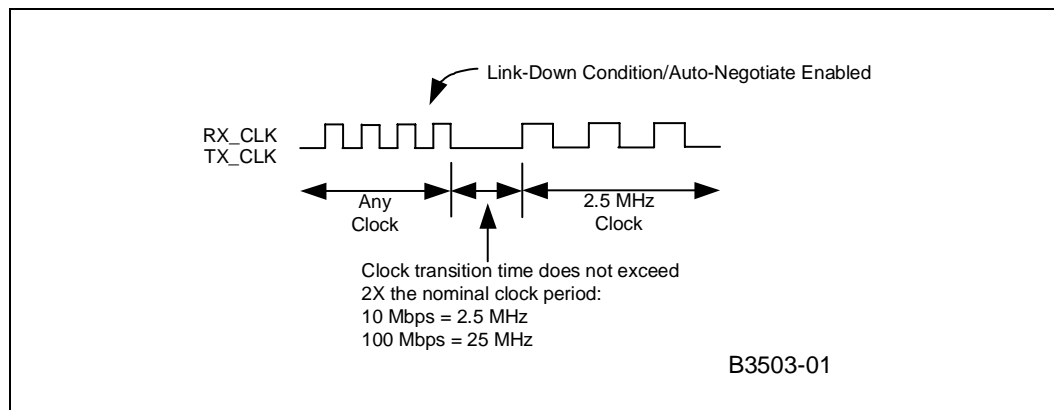 Link-Down Condition/Auto-Negotiate Enabled
RX_CLK
TX_CLK
Any
Clock
2.5 MHz
Clock
Clock transition time does not exceed
2X the nominal clock period:
10 Mbps = 2.5 MHz
100 Mbps = 25 MHz
B3503-01